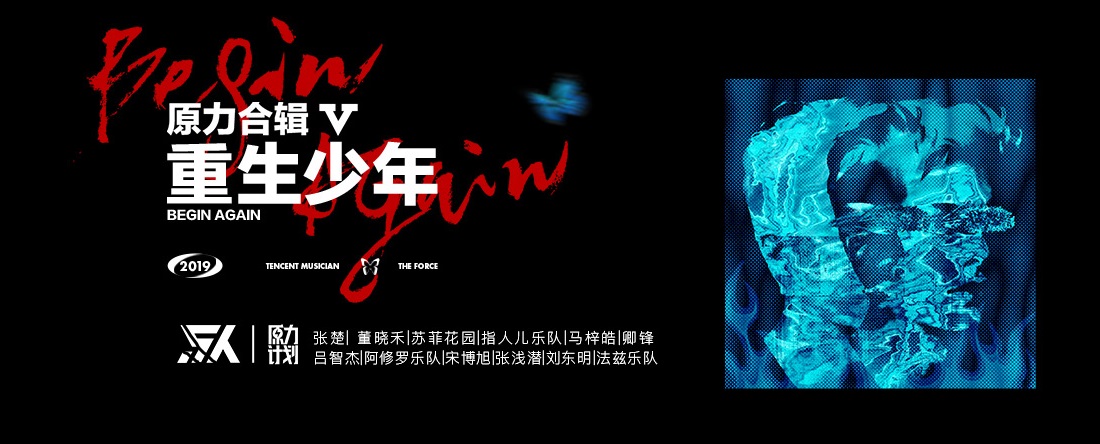 Begin
Again
原力合辑 V
重生少年
BEGIN AGAIN
2019 TENCENT MUSICIAN THE FORCE
原力
计划
张楚| 董晓禾|苏菲花园|指人儿乐队|马梓皓|卿锋
吕智杰|阿修罗乐队|宋博旭|张浅潜|刘东明|法兹乐队